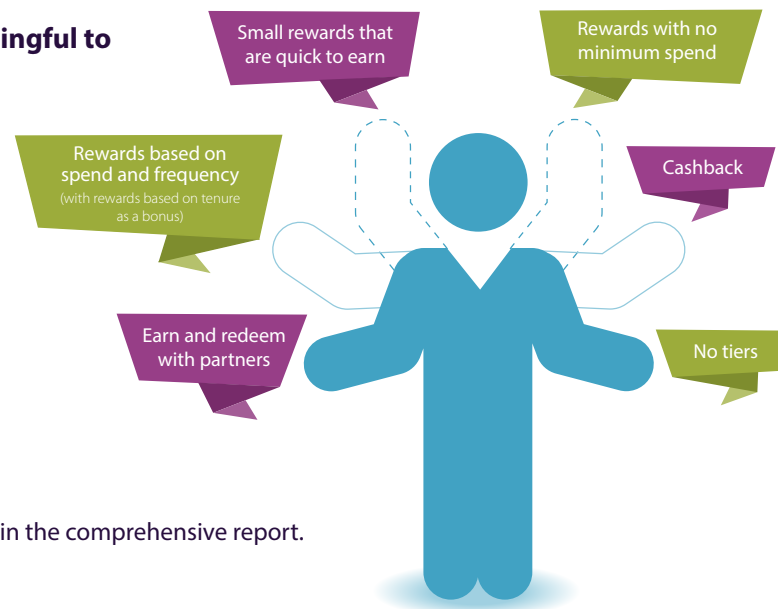 ingful to
Small rewards that
are quick to earn
Rewards with no
minimum spend
Rewards based on
spend and frequency
(with rewards based on tenure
as a bonus)
Cashback
Earn and redeem
with partners
No tiers
in the comprehensive report.